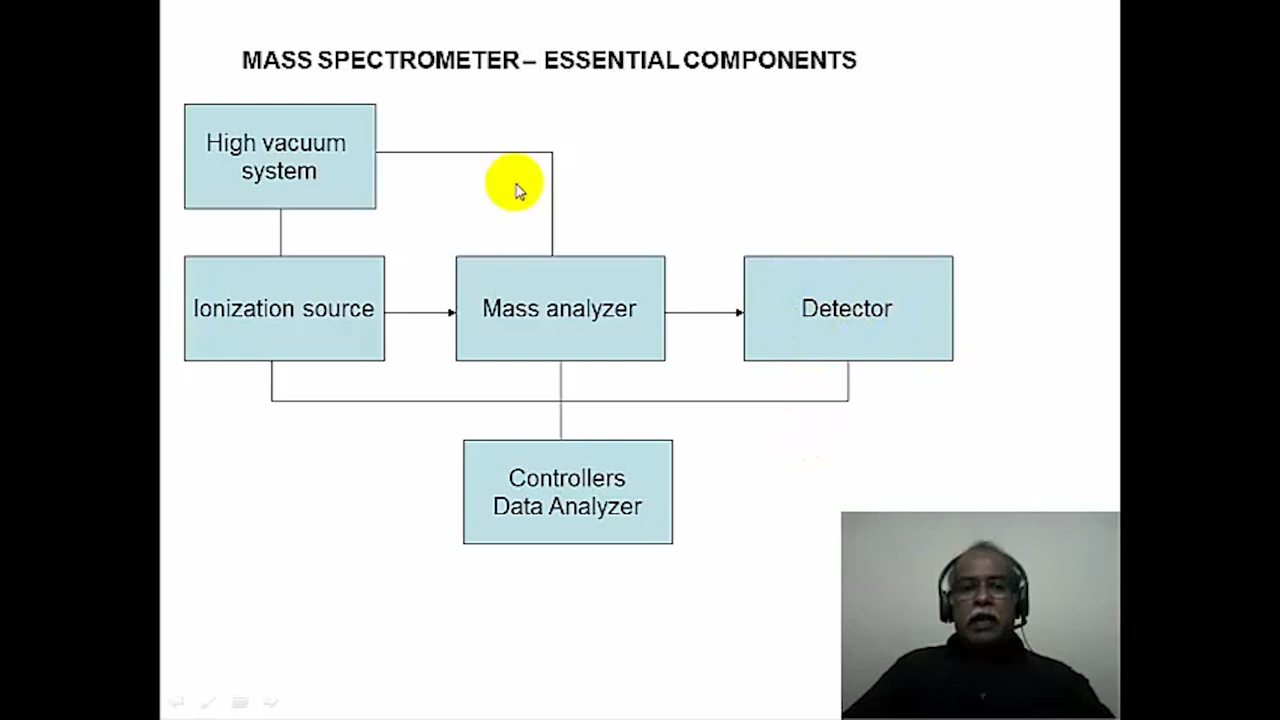 MASS SPECTROMETER – ESSENTIAL COMPONENTS
High vacuum
system
Ionization source
Mass analyzer
Detector
Controllers
Data Analyzer